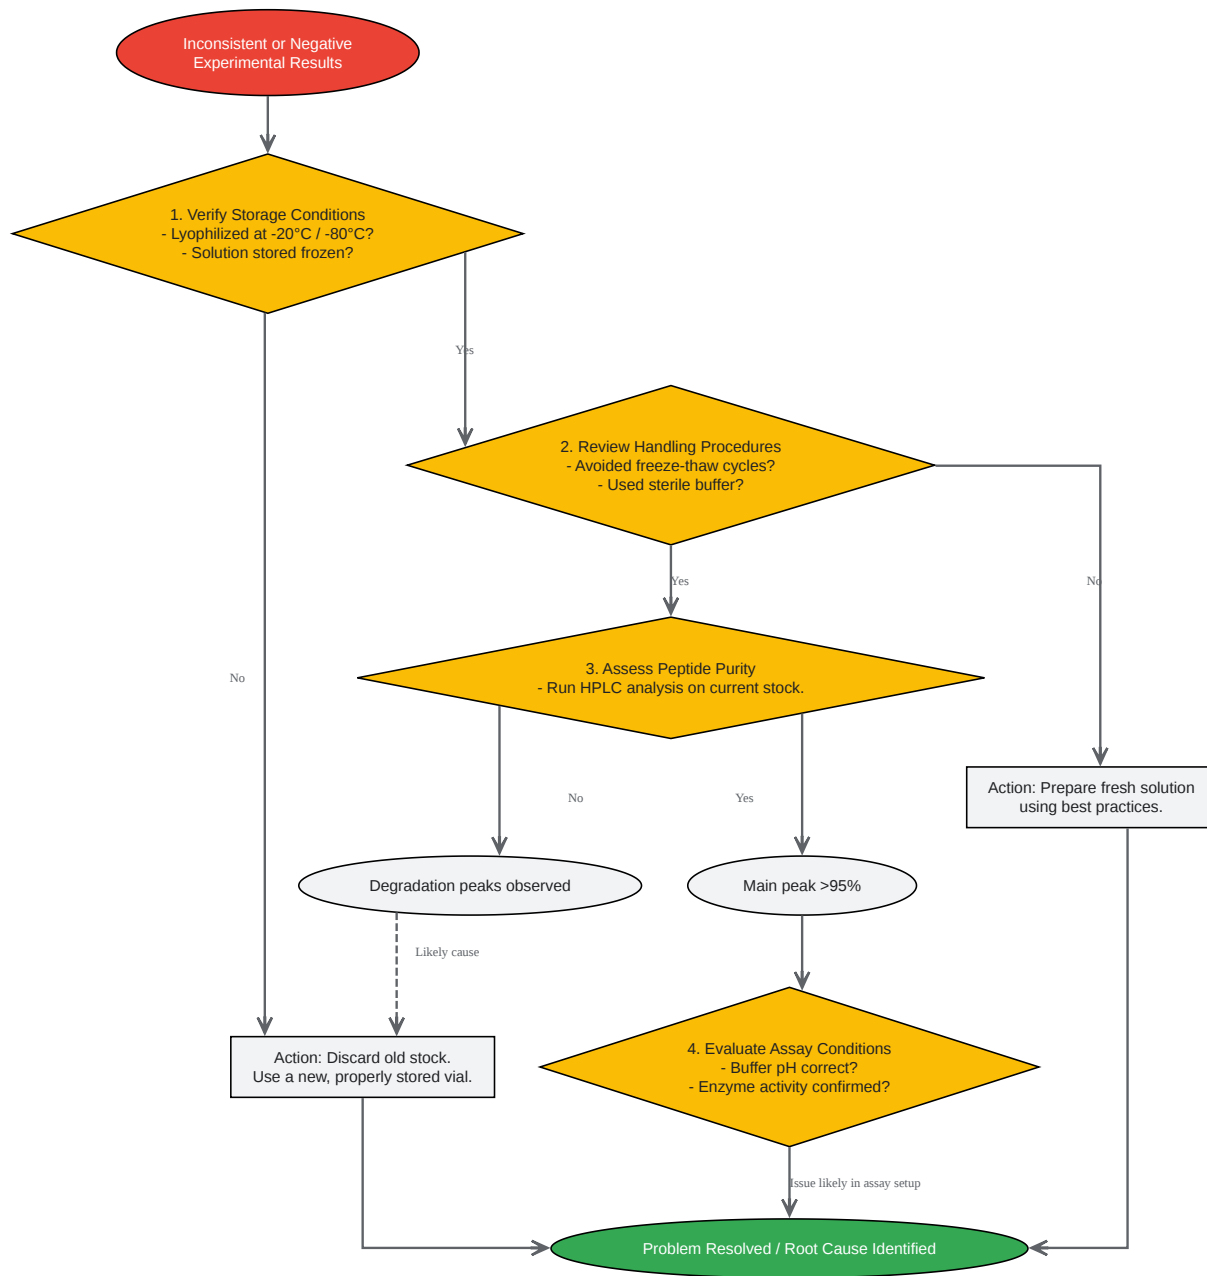 Inconsistent or Negative
Experimental Results
1. Verify Storage Conditions
- Lyophilized at -20°C / -80°C?
- Solution stored frozen?
Yes
2. Review Handling Procedures
- Avoided freeze-thaw cycles?
- Used sterile buffer?
Yes
No
3. Assess Peptide Purity
- Run HPLC analysis on current stock.
No
No
Yes
Action: Prepare fresh solution
using best practices.
Degradation peaks observed
Main peak >95%
Likely cause
Action: Discard old stock.
Use a new, properly stored vial.
4. Evaluate Assay Conditions
- Buffer pH correct?
- Enzyme activity confirmed?
Issue likely in assay setup
Problem Resolved / Root Cause Identified